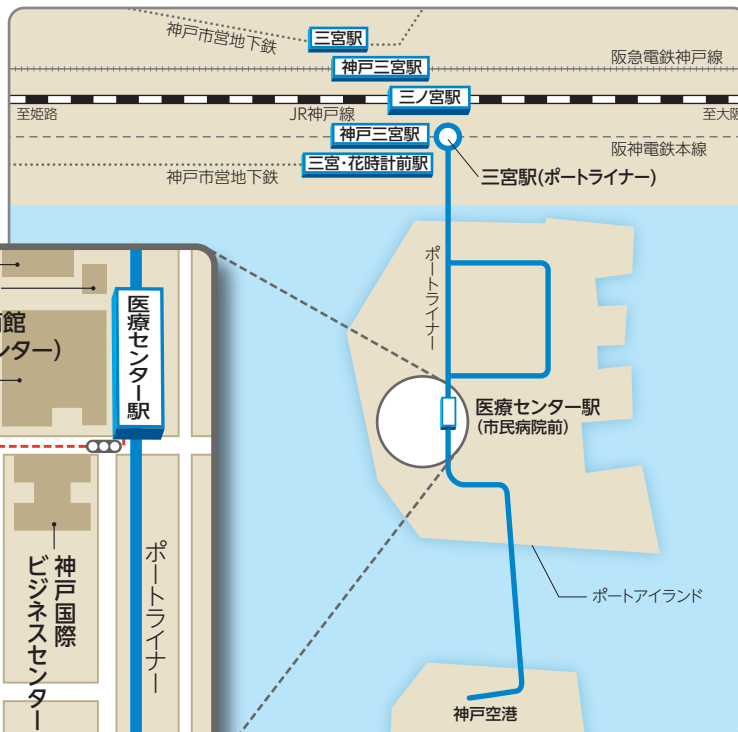 神戸市営地下鉄
三宮駅
阪急電鉄神戸線
神戸三宮駅
三ノ宮駅
至姫路
JR神戸線
至大阪
神戸三宮駅
阪神電鉄本線
三宮・花時計前駅
神戸市営地下鉄
三宮駅(ポートライナー)
ポートライナー
医療センター駅
(市民病院前)
ポートアイランド
神戸空港
館
ンター)
医療センター駅
神戸国際
ビジネスセンター
ポートライナー